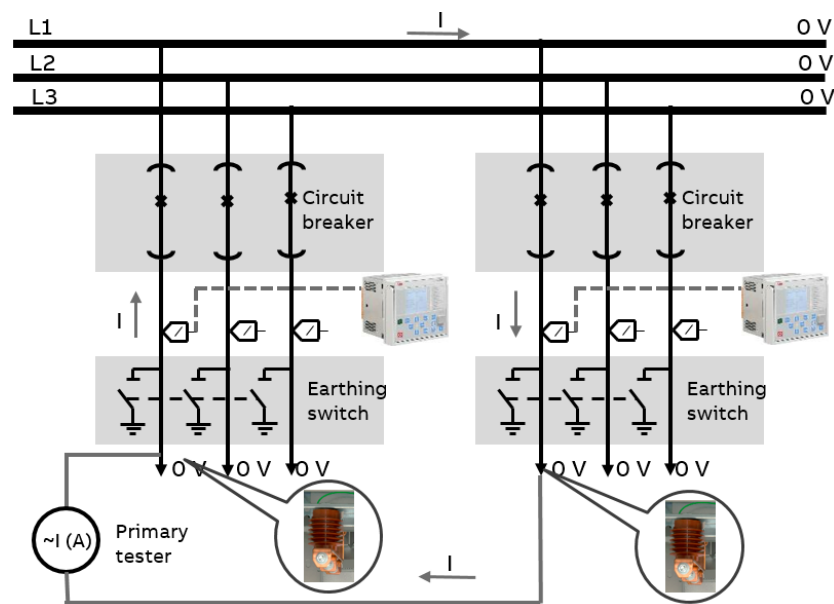 I
L1
0 V
L2
0 V
L3
0 V
Circuit
breaker
Circuit
breaker
I
I
Earthing
switch
Earthing
switch
0 V
0 V
0 V
0 V
0 V
0 V
~I (A)
Primary
tester
I